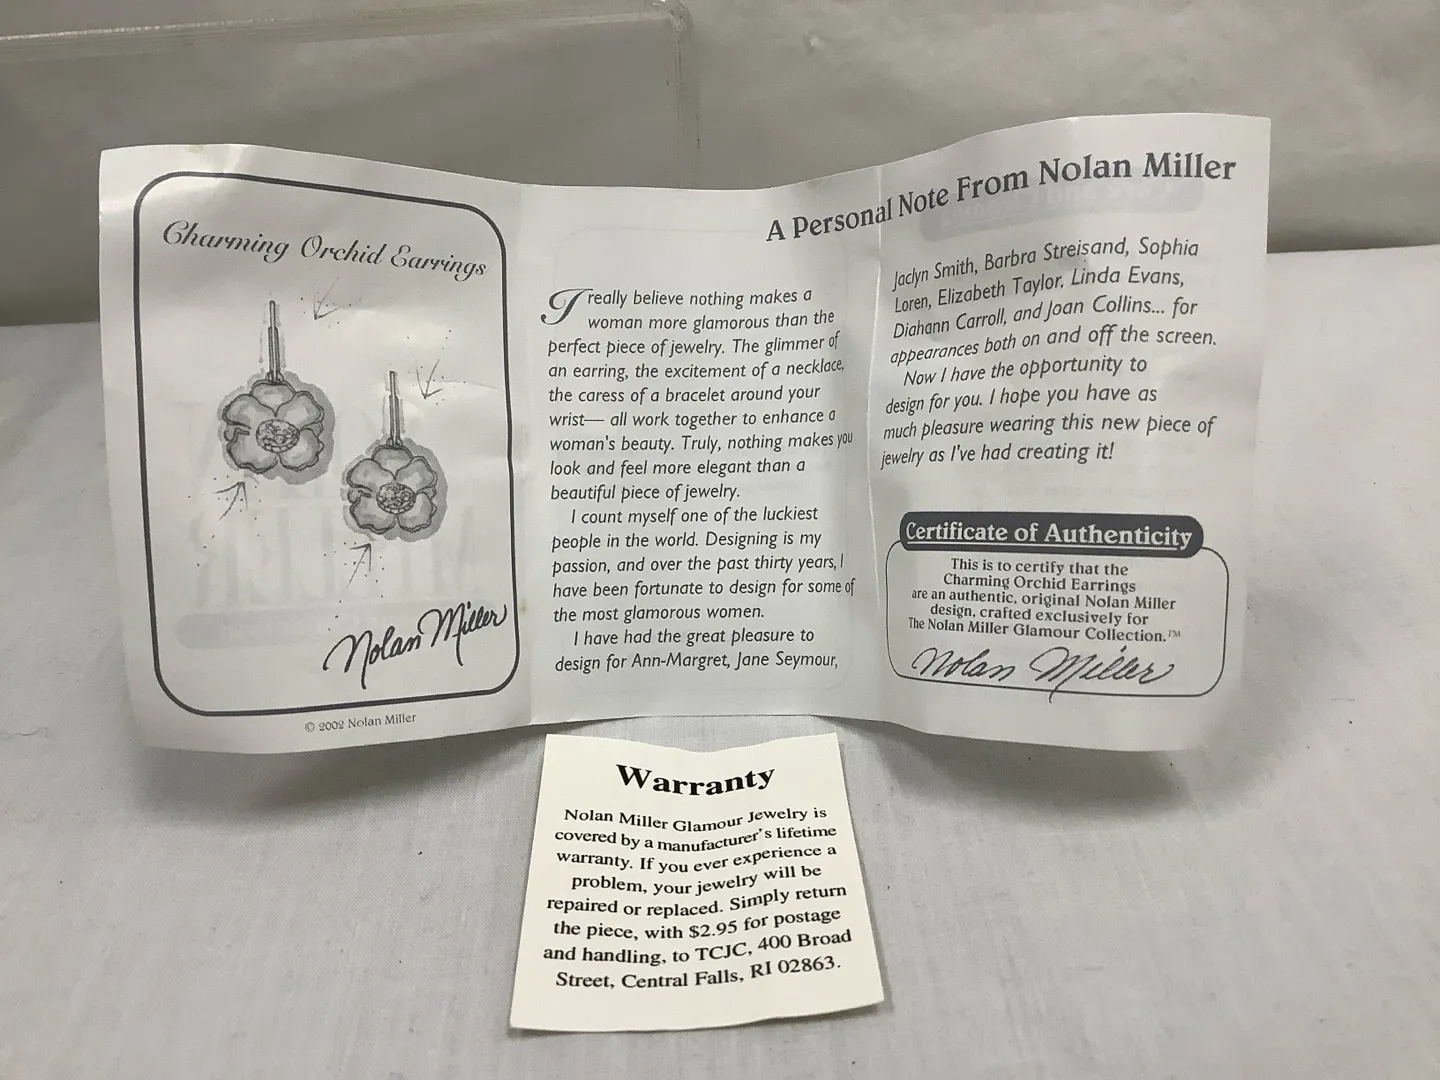 Charming Orchid Earrings
Nolan Miller
© 2002 Nolan Miller
A Personal Note From Nolan Miller
I really believe nothing makes a
woman more glamorous than the
perfect piece of jewelry. The glimmer of
an earring, the excitement of a necklace,
the caress of a bracelet around your
wrist— all work together to enhance a
woman's beauty. Truly, nothing makes you
look and feel more elegant than a
beautiful piece of jewelry.
I count myself one of the luckiest
people in the world. Designing is my
passion, and over the past thirty years, I
have been fortunate to design for some of
the most glamorous women.
I have had the great pleasure to
design for Ann-Margret, Jane Seymour,
Jaclyn Smith, Barbra Streisand, Sophia
Loren, Elizabeth Taylor, Linda Evans,
Diahann Carroll, and Joan Collins... for
appearances both on and off the screen.
Now I have the opportunity to
design for you. I hope you have as
much pleasure wearing this new piece of
jewelry as I've had creating it!
Certificate of Authenticity
This is to certify that the
Charming Orchid Earrings
are an authentic, original Nolan Miller
design, crafted exclusively for
The Nolan Miller Glamour Collection.™
Nolan Miller
Warranty
Nolan Miller Glamour Jewelry is
covered by a manufacturer's lifetime
warranty. If you ever experience a
problem, your jewelry will be
repaired or replaced. Simply return
the piece, with $2.95 for postage
and handling, to TCJC, 400 Broad
Street, Central Falls, RI 02863.